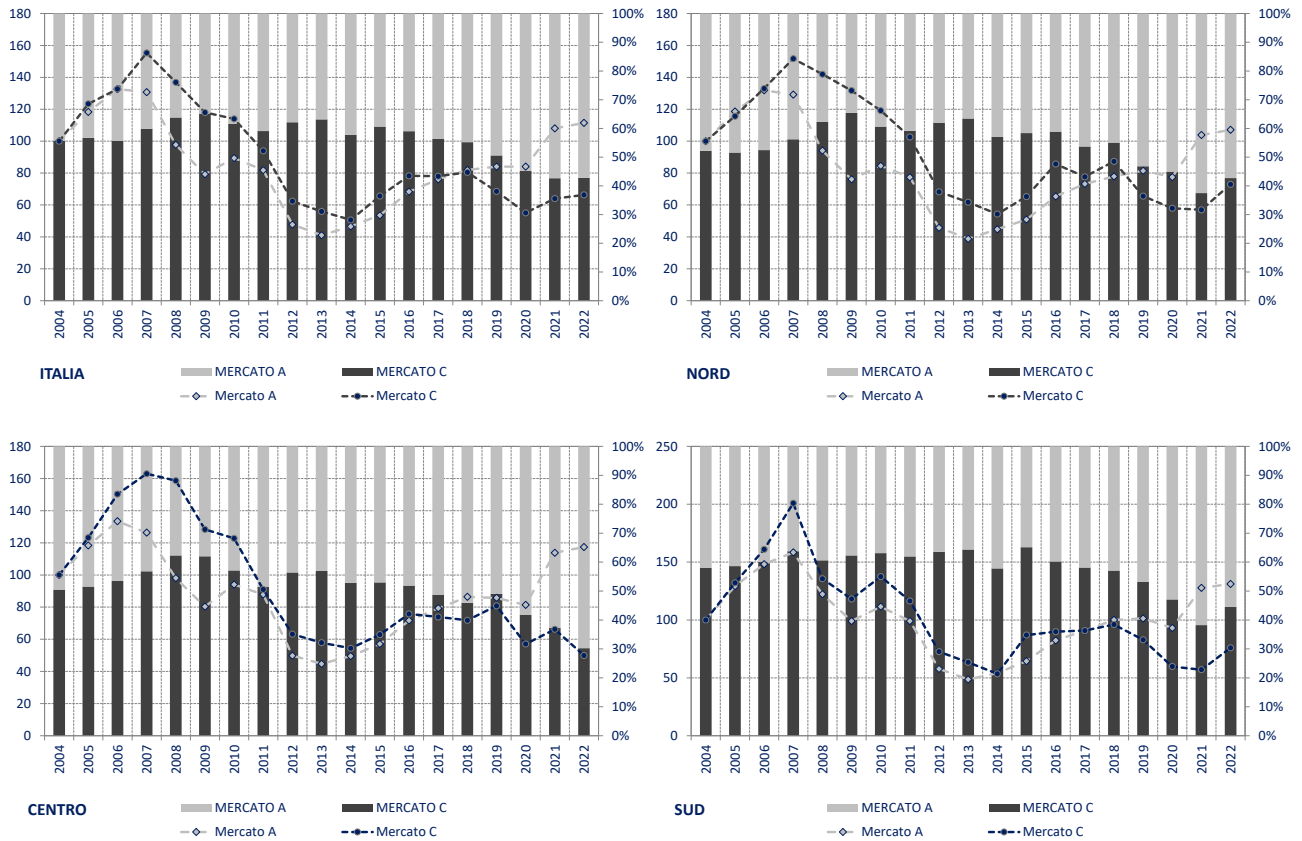 180 100% 180 100%
160 90% 160 90%
140 80% 140 80%
120 70% 120 70%
100 60% 100 60%
80 50% 80 50%
60 40% 60 40%
40 30% 40 30%
20 20% 20 20%
0 10% 0 10%
0% 0%
2004 2005 2006 2007 2008 2009 2010 2011 2012 2013 2014 2015 2016 2017 2018 2019 2020 2021 2022 2004 2005 2006 2007 2008 2009 2010 2011 2012 2013 2014 2015 2016 2017 2018 2019 2020 2021 2022
ITALIA MERCATO A MERCATO C NORD MERCATO A MERCATO C
Mercato A Mercato C Mercato A Mercato C
180 100% 250 100%
160 90% 200 90%
140 80% 150 80%
120 70% 100 70%
100 60% 50 60%
80 50% 0 50%
60 40% 40%
40 30% 30%
20 20% 20%
0 10% 10%
0% 0%
2004 2005 2006 2007 2008 2009 2010 2011 2012 2013 2014 2015 2016 2017 2018 2019 2020 2021 2022 2004 2005 2006 2007 2008 2009 2010 2011 2012 2013 2014 2015 2016 2017 2018 2019 2020 2021 2022
CENTRO MERCATO A MERCATO C SUD MERCATO A MERCATO C
Mercato A Mercato C Mercato A Mercato C